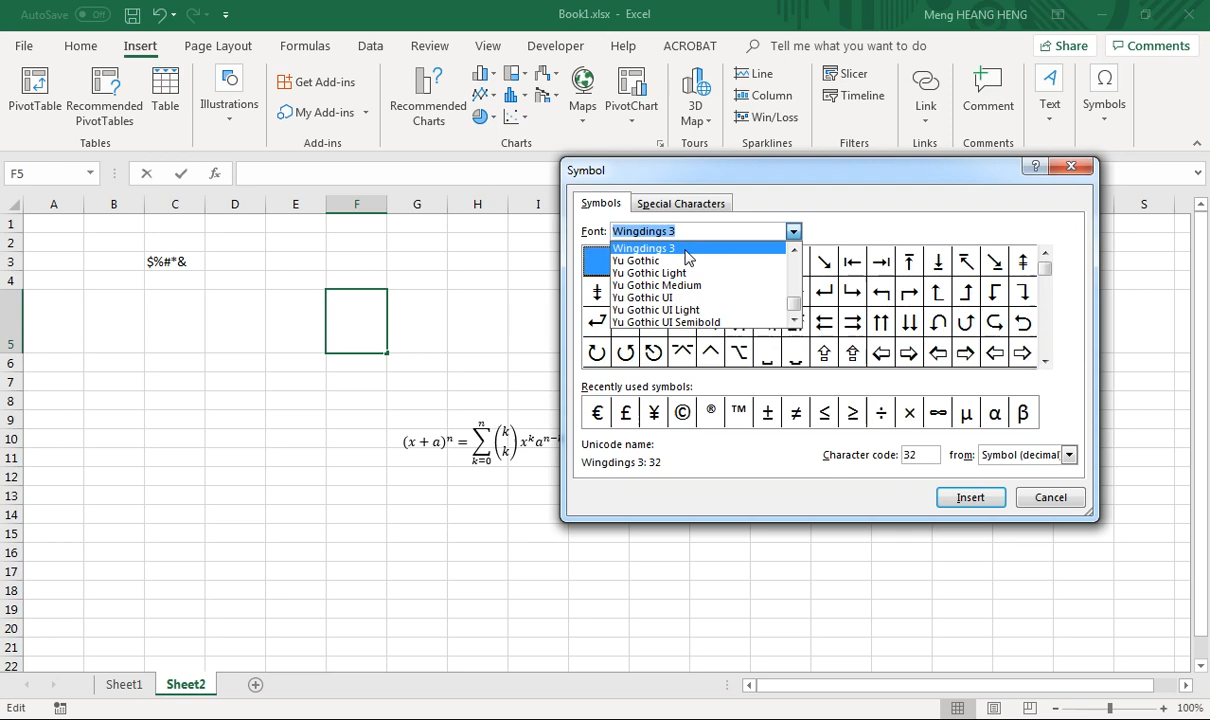 AutoSave Off
Book1.xlsx - Excel
Meng HEANG HENG
File Home Insert Page Layout Formulas Data Review View Developer Help ACROBAT Tell me what you want to do Share Comments
PivotTable
Recommended
PivotTables
Table
Tables
Illustrations
Get Add-ins
My Add-ins
Add-ins
Recommended
Charts
Maps
PivotChart
Charts
3D
Map
Tours
Line
Column
Win/Loss
Sparklines
Slicer
Timeline
Filters
Link
Links
Comment
Comments
Text
Symbols
F5
fx
A B C D E F G H I S
1
2
3 $%#*&
4
5
6
7
8
9
10 (x + a)ⁿ = ∑ n k=0 (k k) xᵏaⁿ⁻
11
12
13
14
15
16
17
18
19
20
21
22
Symbol
? X
Symbols Special Characters
Font: Wingdings 3
Wingdings 3
Yu Gothic
Yu Gothic Light
Yu Gothic Medium
Yu Gothic UI
Yu Gothic UI Light
Yu Gothic UI Semibold
Recently used symbols:
€ £ ¥ © ® ™ ± ≠ ≤ ≥ ÷ × ∞ µ α β
Unicode name:
Wingdings 3: 32
Character code: 32 from: Symbol (decimal
Insert Cancel
Sheet1 Sheet2
Edit
100%